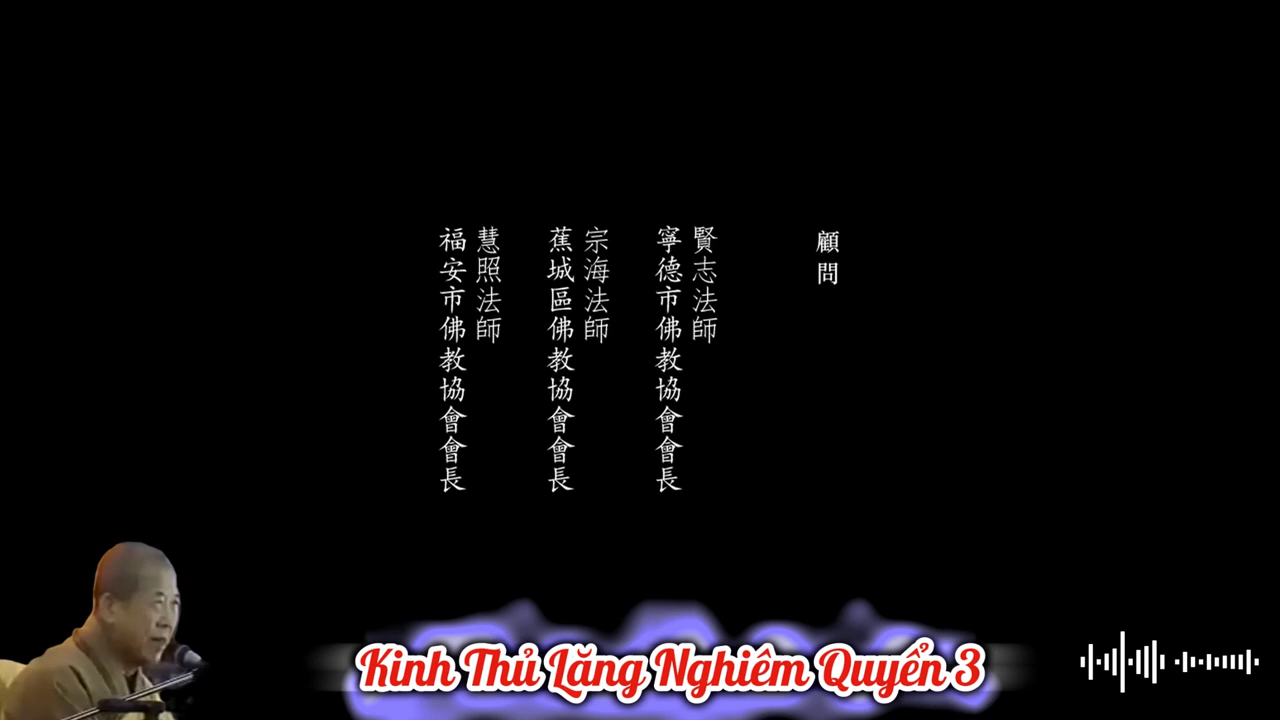 顧問
賢志法師
寧德市佛教協會會長
宗海法師
蕉城區佛教協會會長
慧照法師
福安市佛教協會會長
Kinh Thủ Lăng Nghiêm Quyển 3